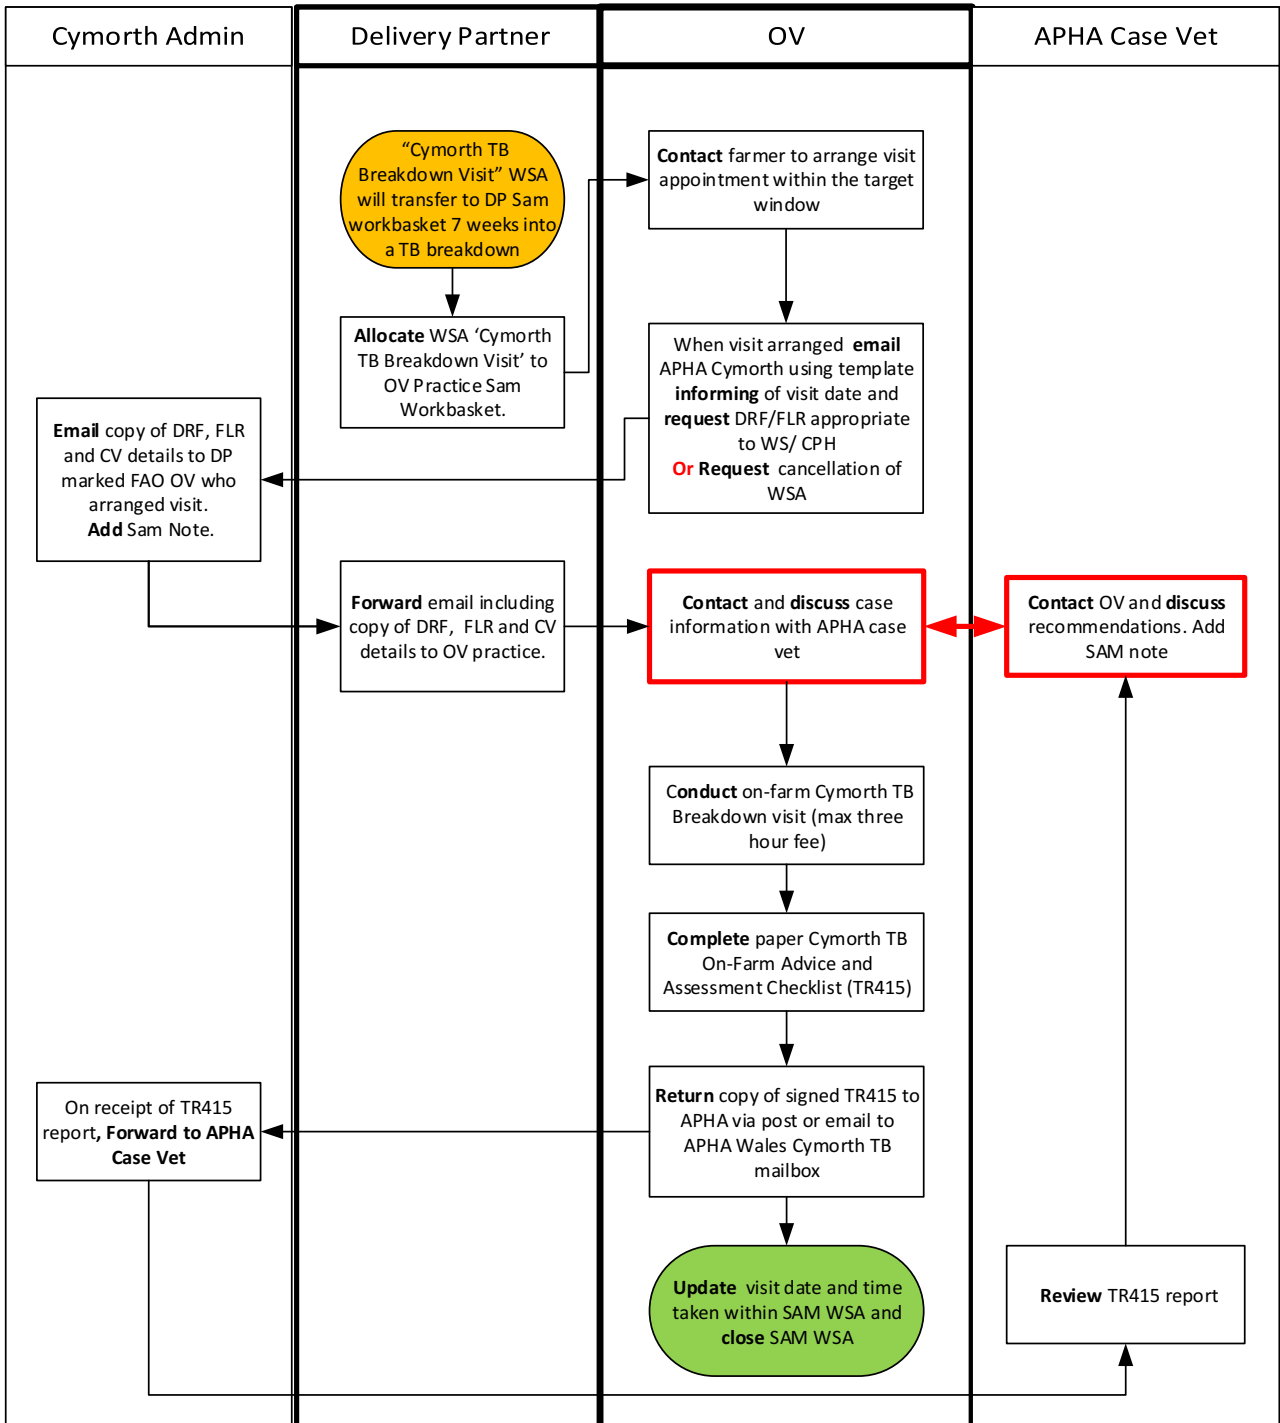 Cymorth Admin
Delivery Partner
OV
APHA Case Vet
“Cymorth TB
Breakdown Visit” WSA
will transfer to DP Sam
workbasket 7 weeks into
a TB breakdown
Contact farmer to arrange visit
appointment within the target
window
Allocate WSA ‘Cymorth
TB Breakdown Visit’ to
OV Practice Sam
Workbasket.
When visit arranged email
APHA Cymorth using template
informing of visit date and
request DRF/FLR appropriate
to WS/ CPH
Or Request cancellation of
WSA
Email copy of DRF, FLR
and CV details to DP
marked FAO OV who
arranged visit.
Add Sam Note.
Forward email including
copy of DRF, FLR and CV
details to OV practice.
Contact and discuss case
information with APHA case
vet
Contact OV and discuss
recommendations. Add
SAM note
Conduct on-farm Cymorth TB
Breakdown visit (max three
hour fee)
Complete paper Cymorth TB
On-Farm Advice and
Assessment Checklist (TR415)
Return copy of signed TR415 to
APHA via post or email to
APHA Wales Cymorth TB
mailbox
On receipt of TR415
report, Forward to APHA
Case Vet
Update visit date and time
taken within SAM WSA and
close SAM WSA
Review TR415 report